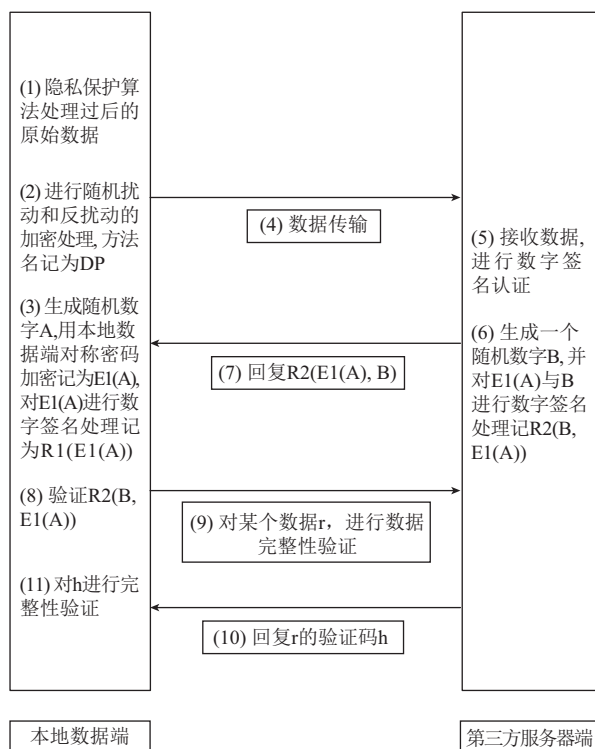 (1) 隐私保护算
法处理过后的
原始数据
(2) 进行随机扰
动和反扰动的
加密处理, 方法
名记为DP
(3) 生成随机数
字A,用本地数
据端对称密码
加密记为E1(A),
对E1(A)进行数
字签名处理记
为R1(E1(A))
(4) 数据传输
(5) 接收数据,
进行数字签
名认证
(6) 生成一个
随机数字B, 并
对E1(A)与B
进行数字签名
处理记R2(B,
E1(A))
(7) 回复R2(E1(A), B)
(8) 验证R2(B,
E1(A))
(9) 对某个数据r，进行数据
完整性验证
(10) 回复r的验证码h
(11) 对h进行完
整性验证
本地数据端
第三方服务器端